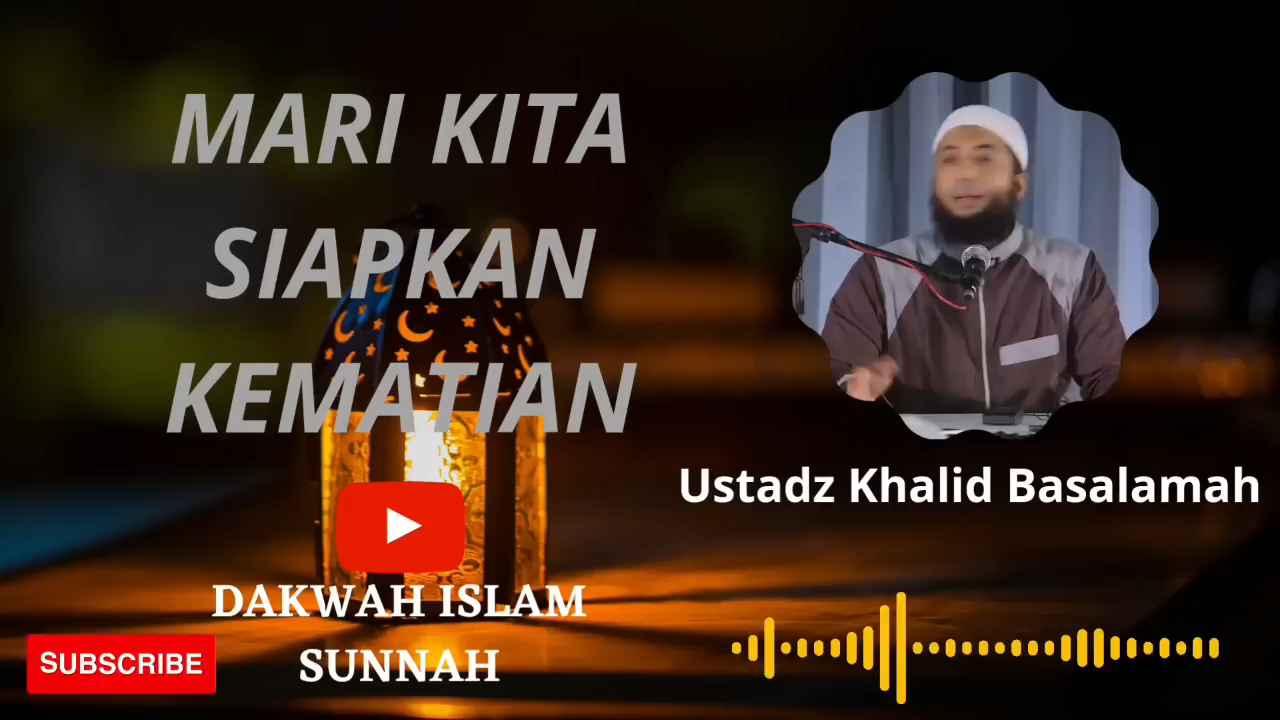 MARI KITA
SIAPKAN
KEMATIAN
Ustadz Khalid Basalamah
DAKWAH ISLAM
SUNNAH
SUBSCRIBE